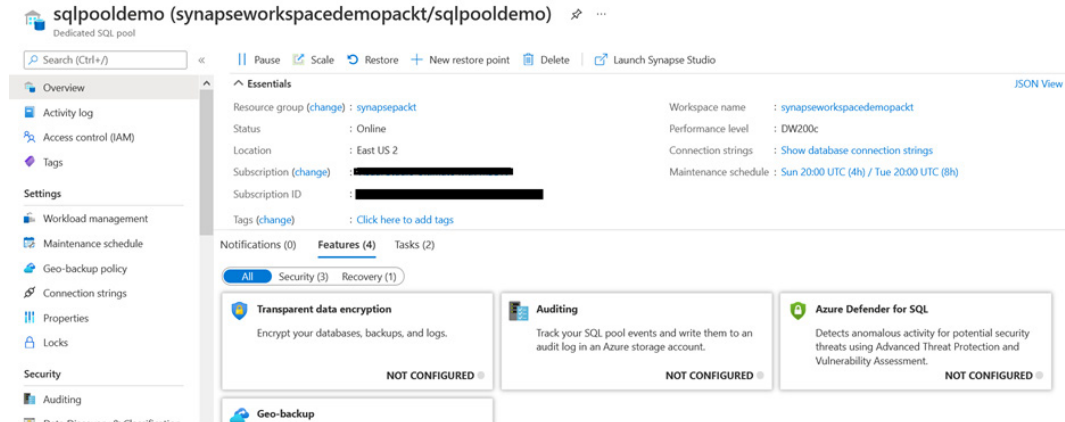 sqlpooldemo (synapseworkspacedemopackt/sqlpooldemo) ...
Dedicated SQL pool
Search (Ctrl+/) «
Overview
Activity log
Access control (IAM)
Tags
Settings
Workload management
Maintenance schedule
Geo-backup policy
Connection strings
Properties
Locks
Security
Auditing
Data Discovery & Classification
Pause Scale Restore New restore point Delete Launch Synapse Studio
Essentials JSON View
Resource group (change) : synapsepackt
Status : Online
Location : East US 2
Subscription (change) :
Subscription ID :
Tags (change) : Click here to add tags
Workspace name : synapseworkspacedemopackt
Performance level : DW200c
Connection strings : Show database connection strings
Maintenance schedule : Sun 20:00 UTC (4h) / Tue 20:00 UTC (8h)
Notifications (0) Features (4) Tasks (2)
All Security (3) Recovery (1)
Transparent data encryption
Encrypt your databases, backups, and logs.
NOT CONFIGURED
Auditing
Track your SQL pool events and write them to an
audit log in an Azure storage account.
NOT CONFIGURED
Azure Defender for SQL
Detects anomalous activity for potential security
threats using Advanced Threat Protection and
Vulnerability Assessment.
NOT CONFIGURED
Geo-backup